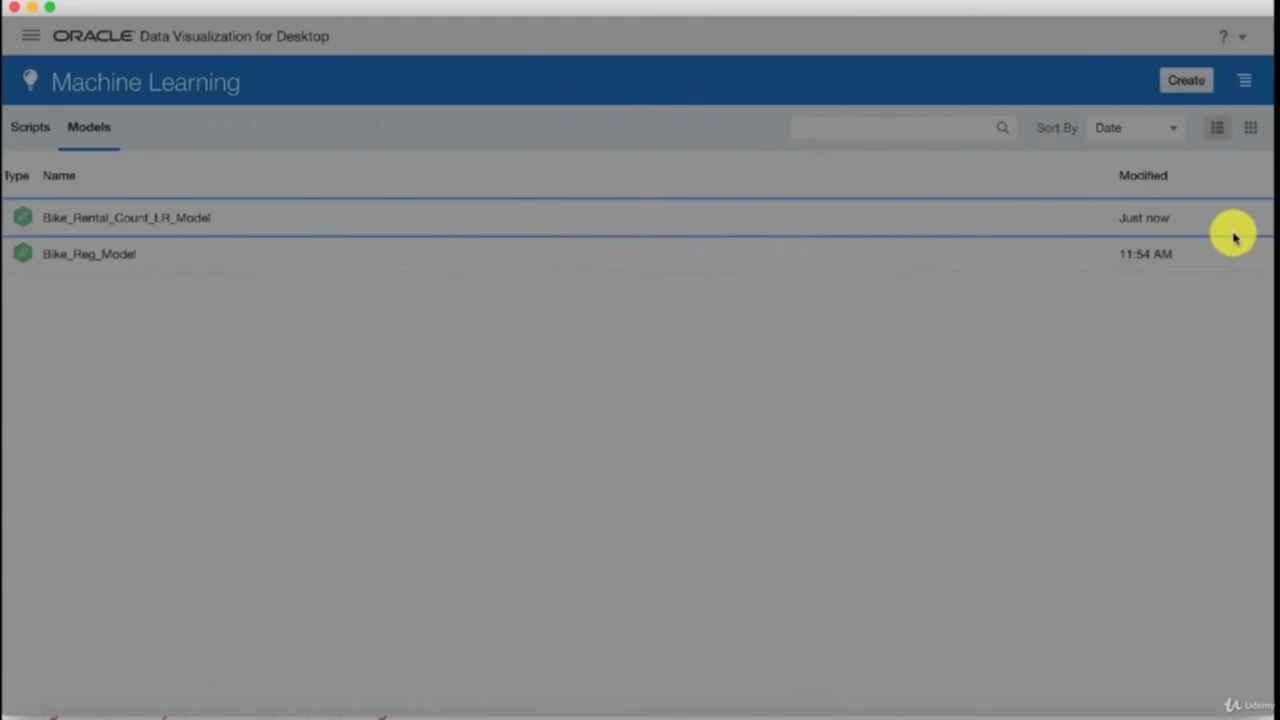 ORACLE Data Visualization for Desktop
?
Machine Learning
Create
Scripts Models
Sort By Date
Type Name Modified
Bike_Rental_Count_LR_Model Just now
Bike_Reg_Model 11:54 AM
Udemy